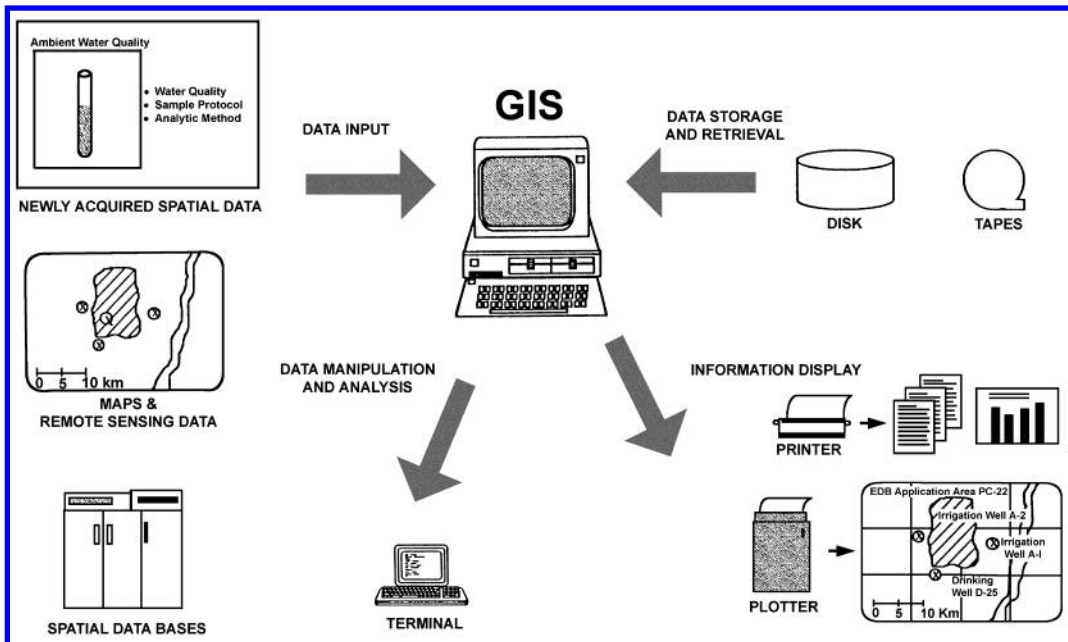 Ambient Water Quality
• Water Quality
• Sample Protocol
• Analytic Method
NEWLY ACQUIRED SPATIAL DATA
DATA INPUT
GIS
DATA STORAGE
AND RETRIEVAL
DISK
TAPES
0 5 10 km
MAPS &
REMOTE SENSING DATA
DATA MANIPULATION
AND ANALYSIS
INFORMATION DISPLAY
PRINTER
SPATIAL DATA BASES
TERMINAL
PLOTTER
EDB Application Area PC-22
Irrigation Well A-2
Irrigation
Well A-I
Drinking
Well D-25
0 5 10 Km